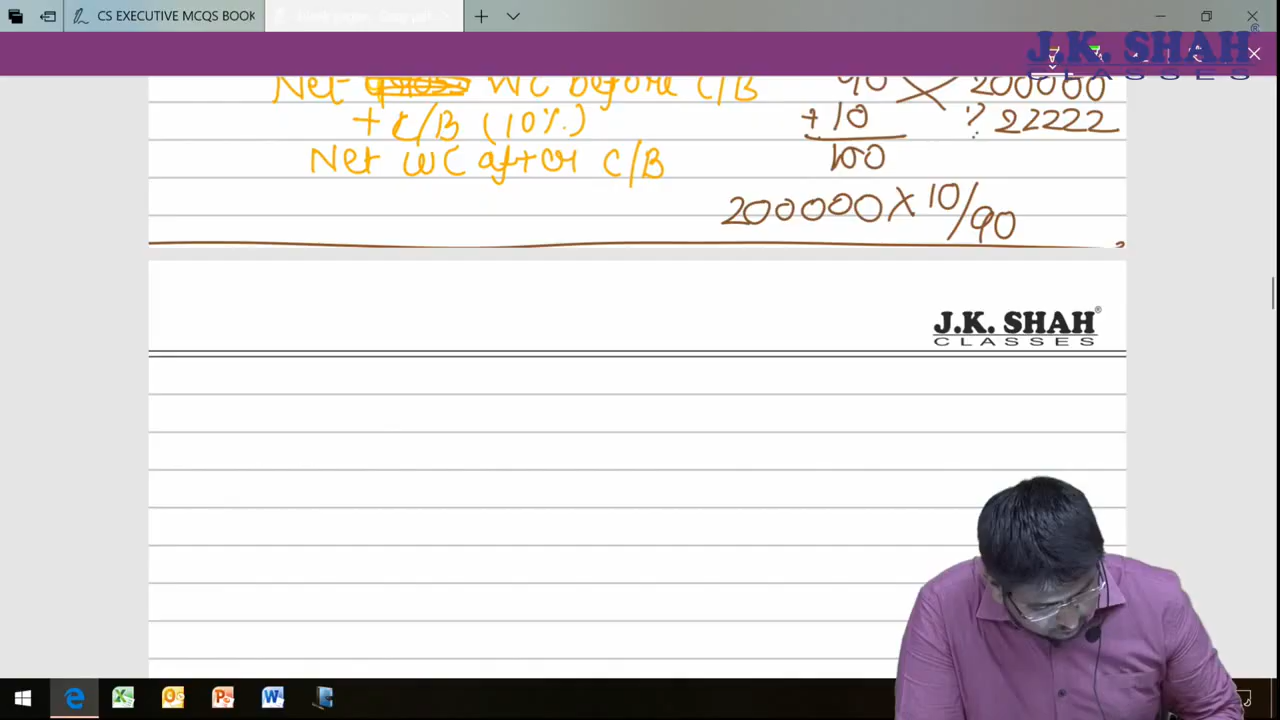 CS EXECUTIVE MCQS BOOK
J.K. SHAH®
CLASSES
Net WC before C/B 90 200000
+ C/B (10%) + 10 ? 22222
Net WC after C/B 100
200000 X 10/90
J.K. SHAH®
CLASSES